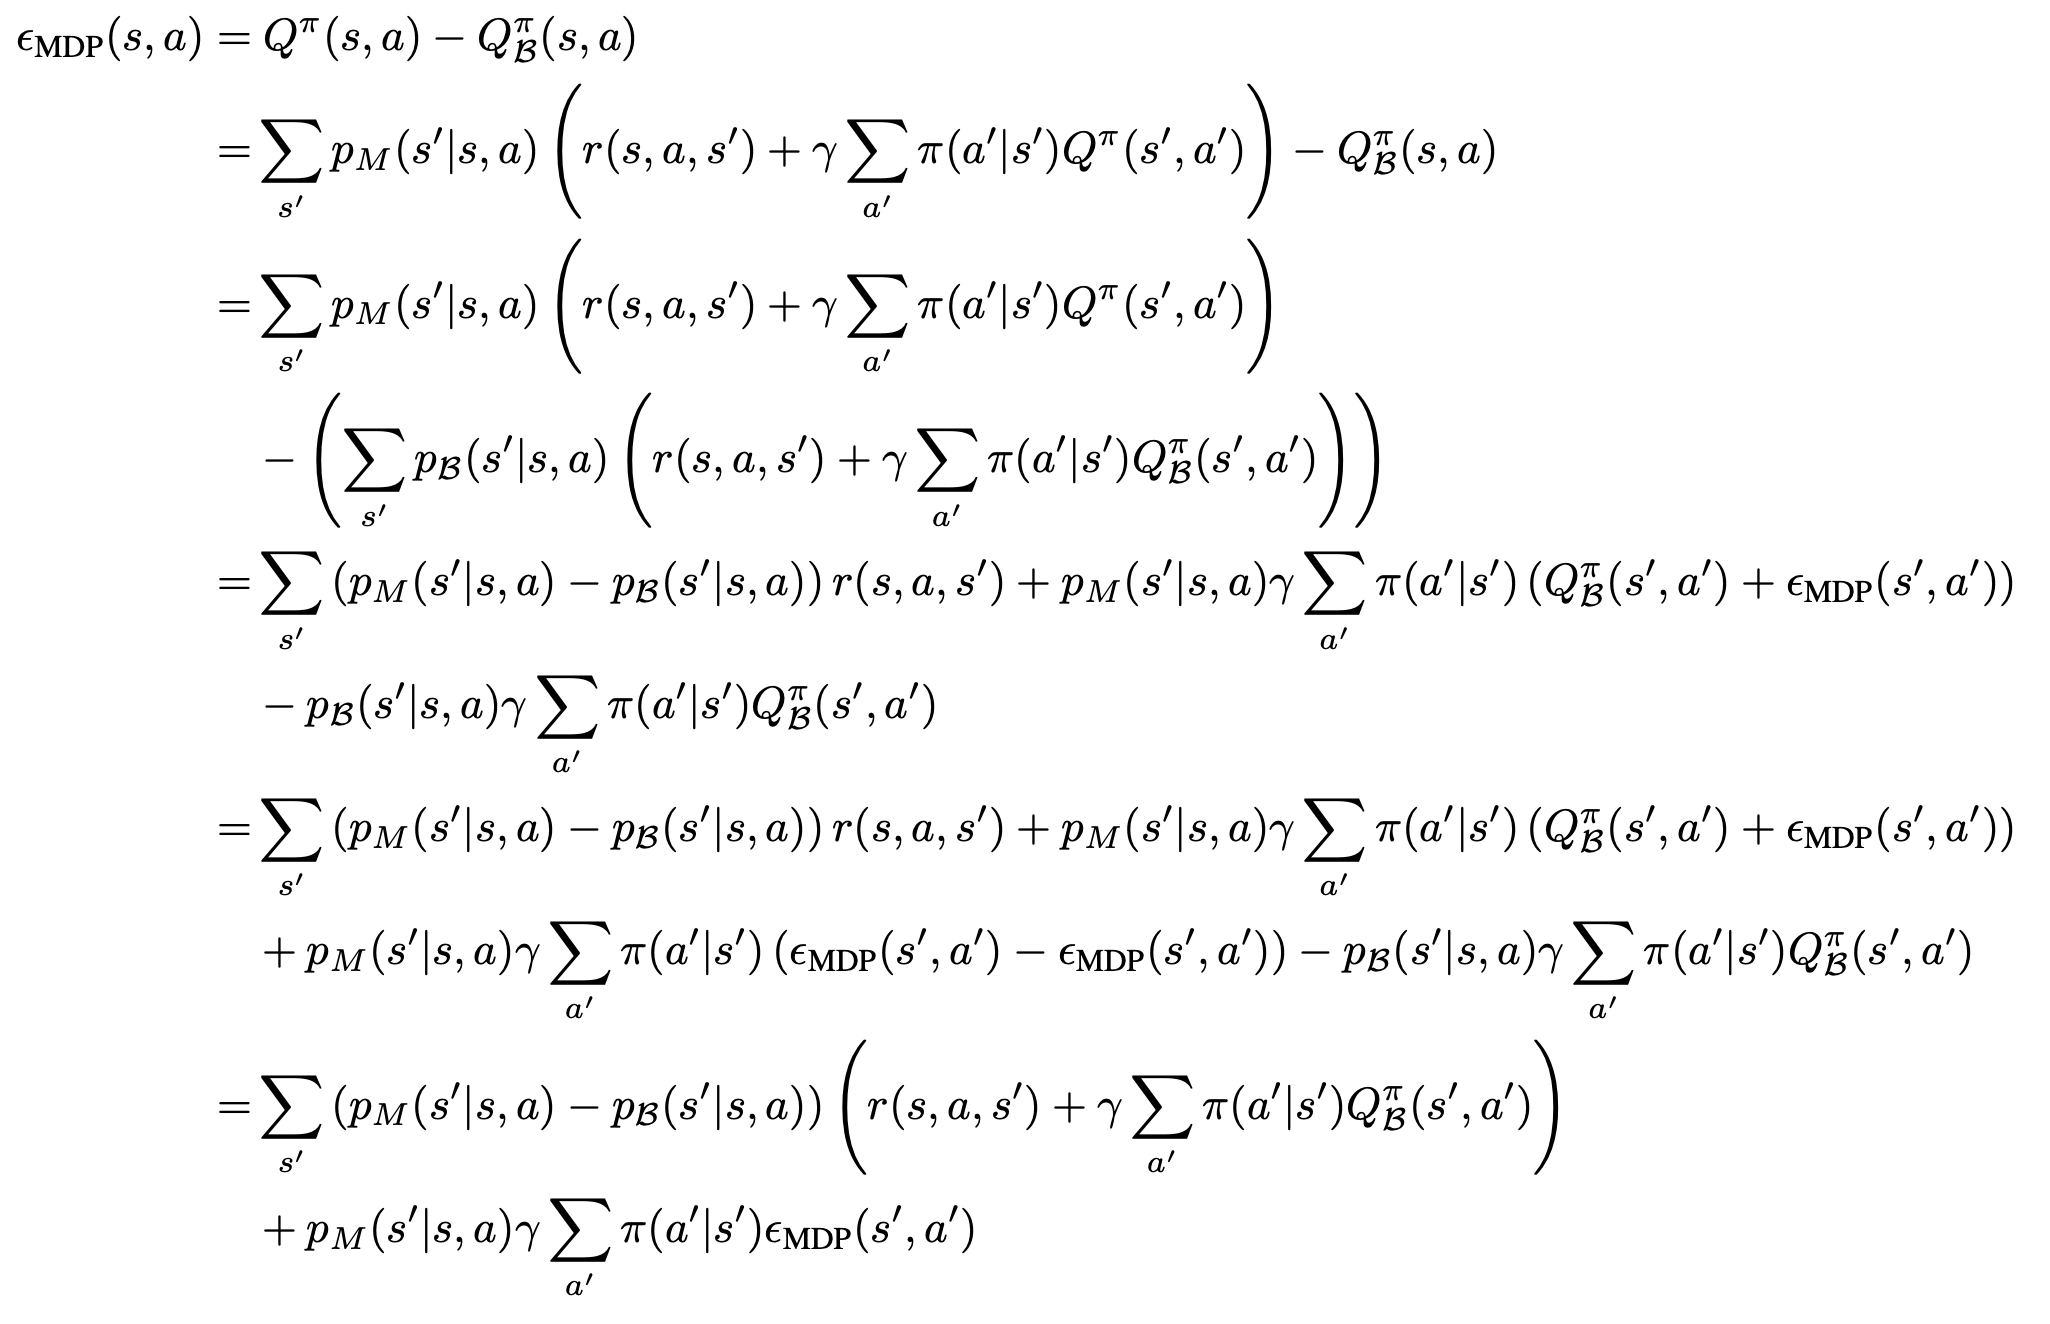 ϵ_MDP(s, a) = Q^π(s, a) − Q^π_𝓑(s, a)
= ∑_{s′} p_M(s′|s, a) ( r(s, a, s′) + γ ∑_{a′} π(a′|s′)Q^π(s′, a′) ) − Q^π_𝓑(s, a)
= ∑_{s′} p_M(s′|s, a) ( r(s, a, s′) + γ ∑_{a′} π(a′|s′)Q^π(s′, a′) )
− ( ∑_{s′} p_𝓑(s′|s, a) ( r(s, a, s′) + γ ∑_{a′} π(a′|s′)Q^π_𝓑(s′, a′) ) )
= ∑_{s′} (p_M(s′|s, a) − p_𝓑(s′|s, a)) r(s, a, s′) + p_M(s′|s, a)γ ∑_{a′} π(a′|s′) (Q^π_𝓑(s′, a′) + ϵ_MDP(s′, a′))
− p_𝓑(s′|s, a)γ ∑_{a′} π(a′|s′)Q^π_𝓑(s′, a′)
= ∑_{s′} (p_M(s′|s, a) − p_𝓑(s′|s, a)) r(s, a, s′) + p_M(s′|s, a)γ ∑_{a′} π(a′|s′) (Q^π_𝓑(s′, a′) + ϵ_MDP(s′, a′))
+ p_M(s′|s, a)γ ∑_{a′} π(a′|s′) (ϵ_MDP(s′, a′) − ϵ_MDP(s′, a′)) − p_𝓑(s′|s, a)γ ∑_{a′} π(a′|s′)Q^π_𝓑(s′, a′)
= ∑_{s′} (p_M(s′|s, a) − p_𝓑(s′|s, a)) ( r(s, a, s′) + γ ∑_{a′} π(a′|s′)Q^π_𝓑(s′, a′) )
+ p_M(s′|s, a)γ ∑_{a′} π(a′|s′)ϵ_MDP(s′, a′)